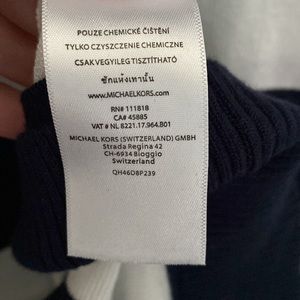 POUZE CHEMICKÉ ČIŠTĚNÍ
TYLKO CZYSZCZENIE CHEMICZNE
CSAK VEGYILEG TISZTÍTHATÓ
ซักแห้งเท่านั้น
www.MICHAELKORS.com
RN# 111818
CA# 45885
VAT # NL 8221.17.964.B01
MICHAEL KORS (SWITZERLAND) GMBH
Strada Regina 42
CH-6934 Bioggio
Switzerland
QH46D8P239